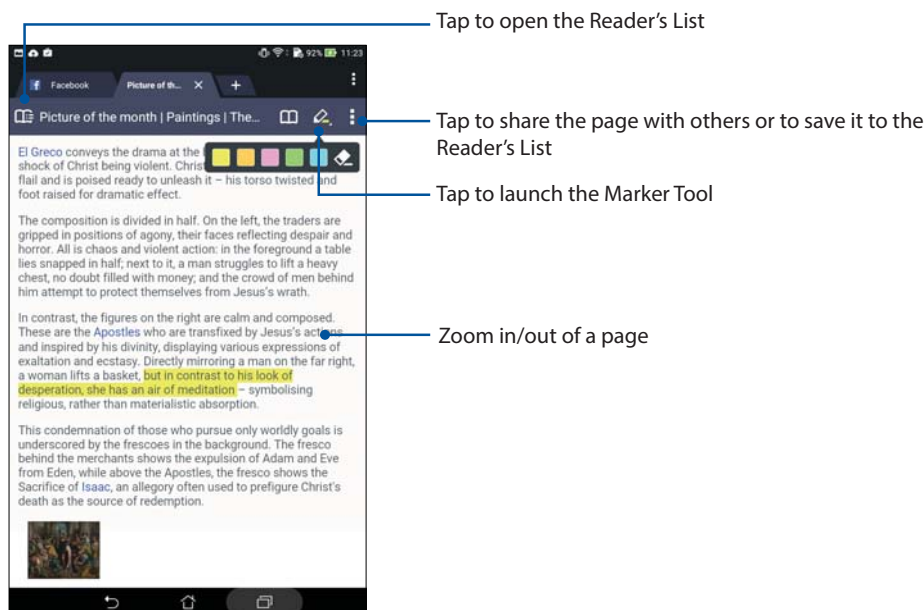 Tap to open the Reader's List
92% 11:23
Facebook Picture of th... X +
Picture of the month | Paintings | The...
Tap to share the page with others or to save it to the
Reader's List
Tap to launch the Marker Tool
El Greco conveys the drama at the
shock of Christ being violent. Christ
flail and is poised ready to unleash it – his torso twisted and
foot raised for dramatic effect.
The composition is divided in half. On the left, the traders are
gripped in positions of agony, their faces reflecting despair and
horror. All is chaos and violent action: in the foreground a table
lies snapped in half; next to it, a man struggles to lift a heavy
chest, no doubt filled with money; and the crowd of men behind
him attempt to protect themselves from Jesus's wrath.
In contrast, the figures on the right are calm and composed.
These are the Apostles who are transfixed by Jesus's actions
and inspired by his divinity, displaying various expressions of
exaltation and ecstasy. Directly mirroring a man on the far right,
a woman lifts a basket, but in contrast to his look of
desperation, she has an air of meditation – symbolising
religious, rather than materialistic absorption.
Zoom in/out of a page
This condemnation of those who pursue only worldly goals is
underscored by the frescoes in the background. The fresco
behind the merchants shows the expulsion of Adam and Eve
from Eden, while above the Apostles, the fresco shows the
Sacrifice of Isaac, an allegory often used to prefigure Christ's
death as the source of redemption.